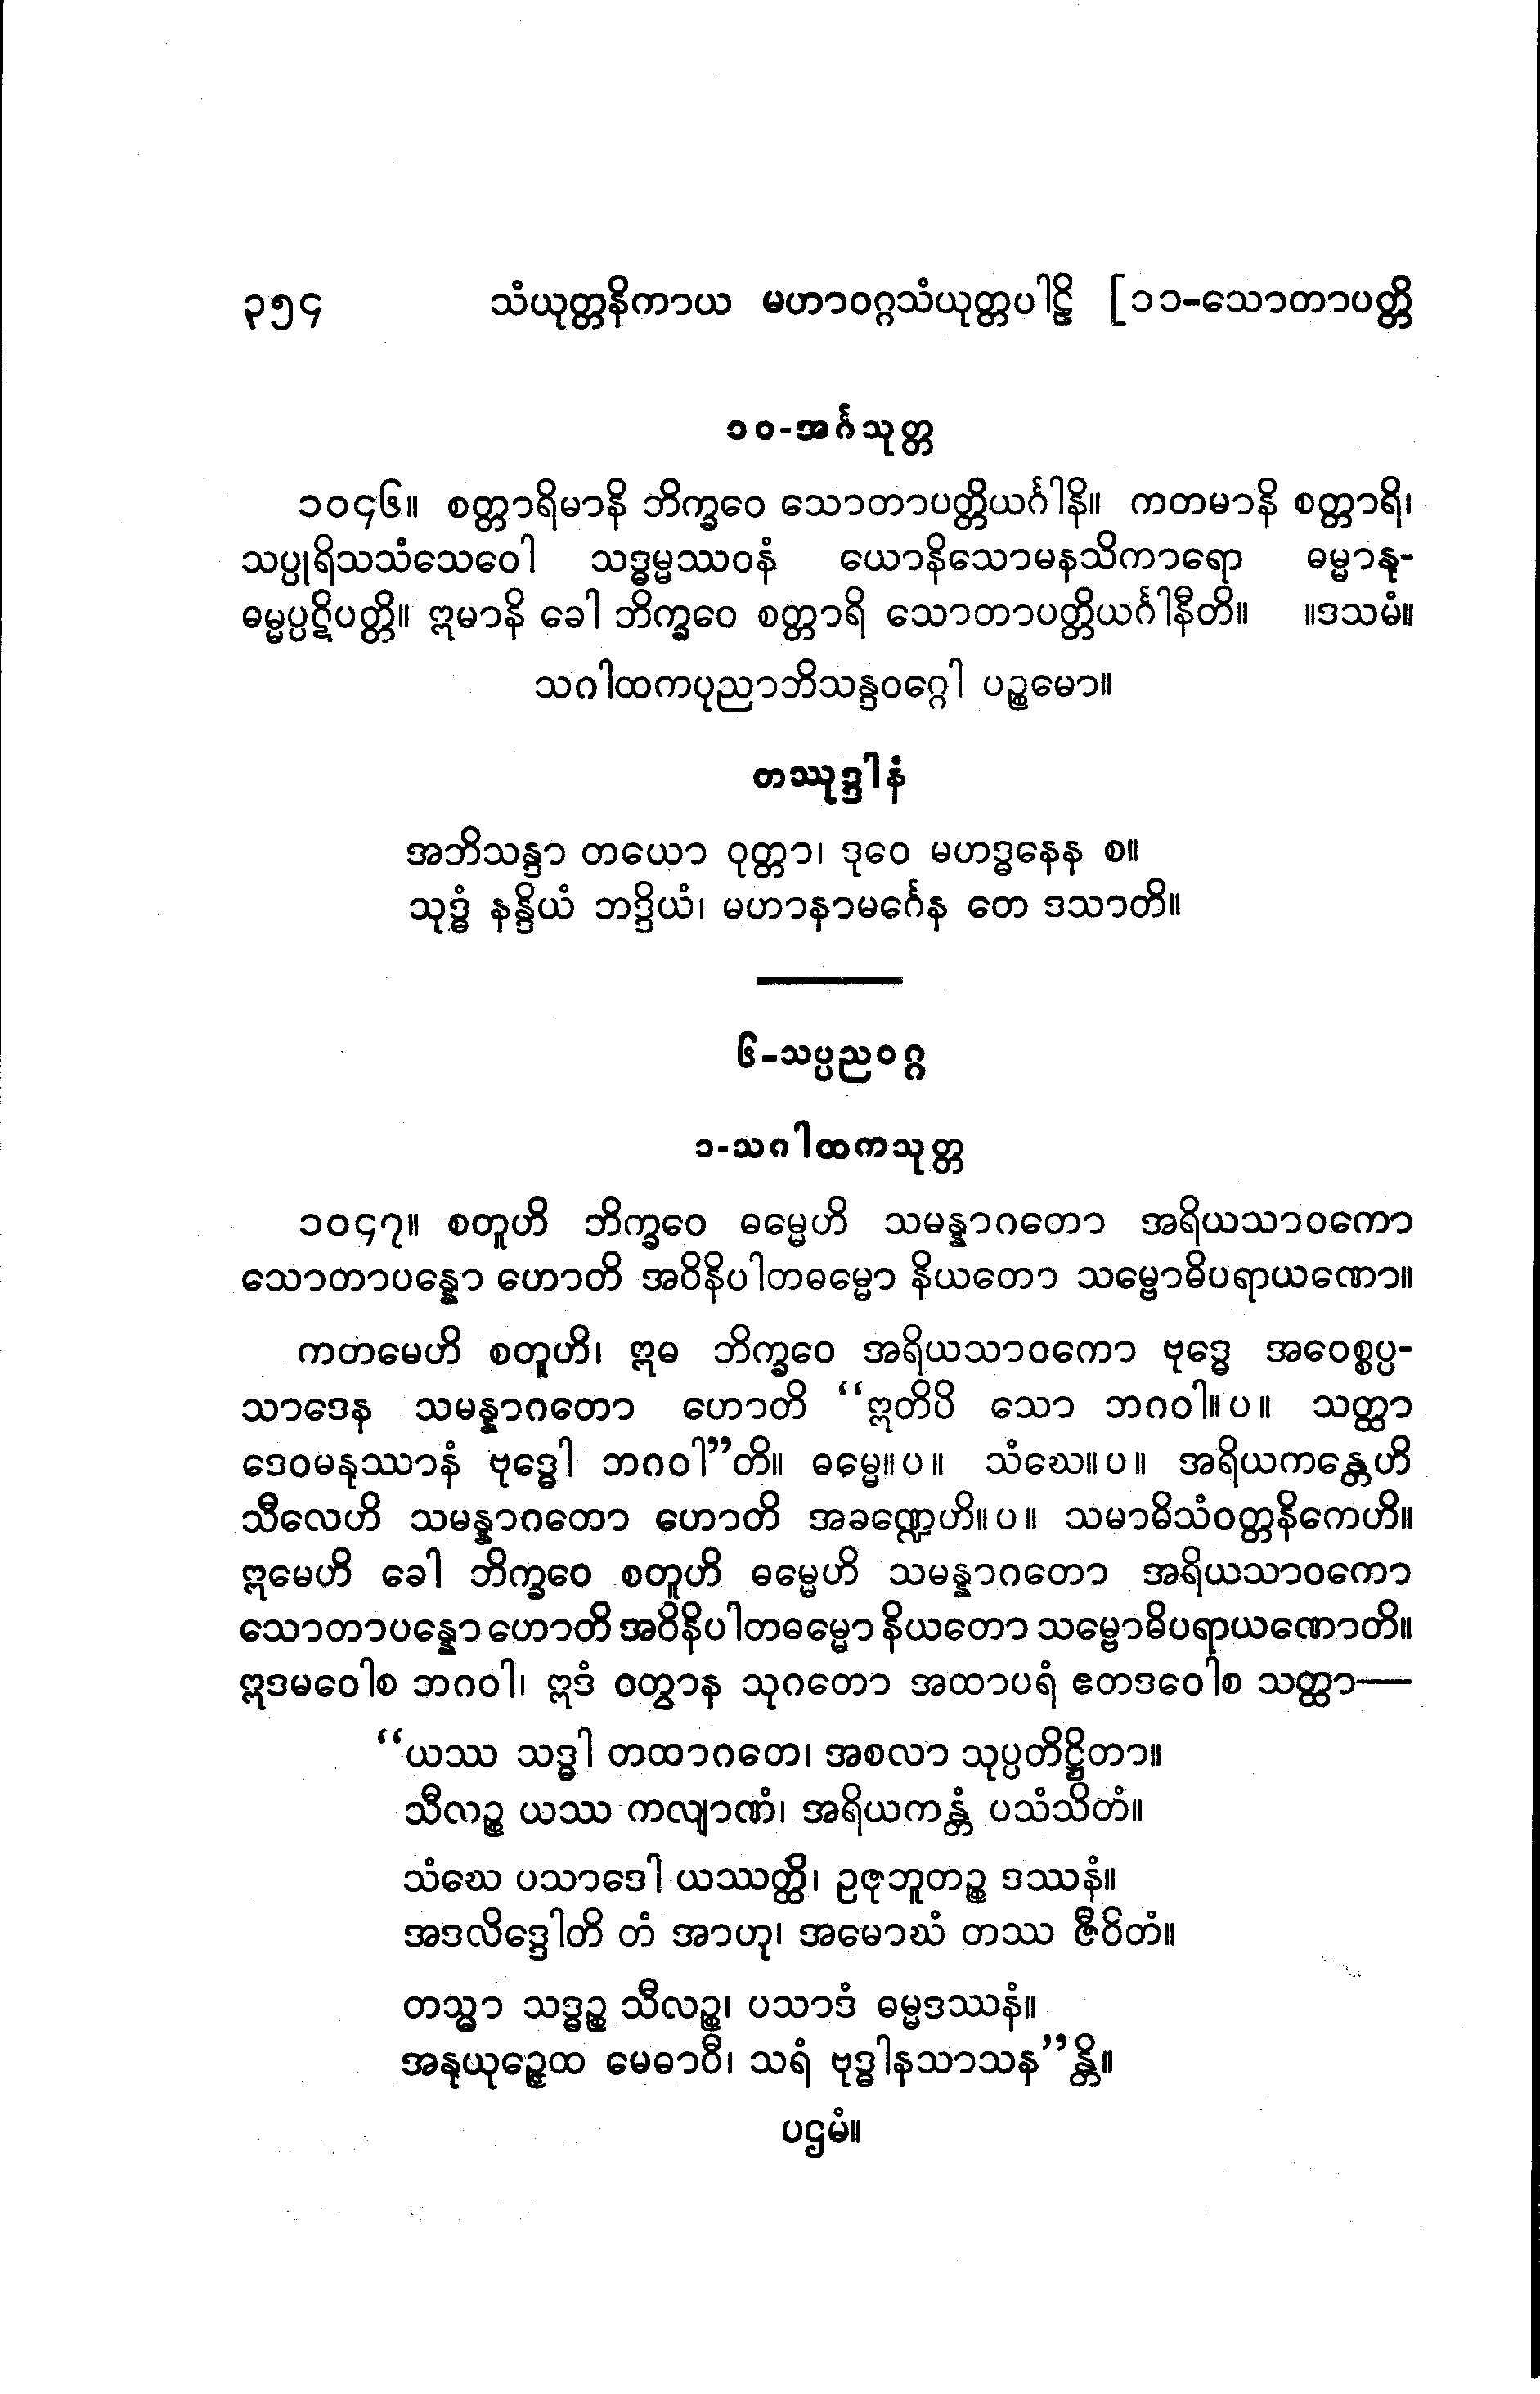 ၃၅၄ သံယုတ္တနိကာယ မဟာဝဂ္ဂသံယုတ္တပါဠိ [၁၁-သောတာပတ္တိ
၁၀-အင်္ဂသုတ္တ
၁၀၄၆။ စတ္တာရိမာနိ ဘိက္ခဝေ သောတာပတ္တိယင်္ဂါနိ။ ကတမာနိ စတ္တာရိ၊
သပ္ပုရိသသံသေဝေါ သဒ္ဓမ္မဿဝနံ ယောနိသောမနသိကာရော ဓမ္မာနု-
ဓမ္မပ္ပဋိပတ္တိ။ ဣမာနိ ခေါ ဘိက္ခဝေ စတ္တာရိ သောတာပတ္တိယင်္ဂါနီတိ။ ။ဒသမံ။
သဂါထကပုညာဘိသန္ဒဝဂ္ဂေါ ပဉ္စမော။
တဿုဒ္ဒါနံ
အဘိသန္ဒာ တယော ဝုတ္တာ၊ ဒုဝေ မဟဒ္ဓနေန စ။
သုဒ္ဓံ နန္ဒိယံ ဘဒ္ဒိယံ၊ မဟာနာမင်္ဂေန တေ ဒသာတိ။
၆-သပ္ပညဝဂ္ဂ
၁-သဂါထကသုတ္တ
၁၀၄၇။ စတူဟိ ဘိက္ခဝေ ဓမ္မေဟိ သမန္နာဂတော အရိယသာဝကော
သောတာပန္နော ဟောတိ အဝိနိပါတဓမ္မော နိယတော သမ္ဗောဓိပရာယဏော။
ကတမေဟိ စတူဟိ၊ ဣဓ ဘိက္ခဝေ အရိယသာဝကော ဗုဒ္ဓေ အဝေစ္စပ္ပ-
သာဒေန သမန္နာဂတော ဟောတိ “ဣတိပိ သော ဘဂဝါ။ပ။ သတ္ထာ
ဒေဝမနုဿာနံ ဗုဒ္ဓေါ ဘဂဝါ”တိ။ ဓမ္မေ။ပ။ သံဃေ။ပ။ အရိယကန္တေဟိ
သီလေဟိ သမန္နာဂတော ဟောတိ အခဏ္ဍေဟိ။ပ။ သမာဓိသံဝတ္တနိကေဟိ။
ဣမေဟိ ခေါ ဘိက္ခဝေ စတူဟိ ဓမ္မေဟိ သမန္နာဂတော အရိယသာဝကော
သောတာပန္နော ဟောတိ အဝိနိပါတဓမ္မော နိယတော သမ္ဗောဓိပရာယဏောတိ။
ဣဒမဝေါစ ဘဂဝါ၊ ဣဒံ ဝတွာန သုဂတော အထာပရံ ဧတဒဝေါစ သတ္ထာ—
“ယဿ သဒ္ဓါ တထာဂတေ၊ အစလာ သုပ္ပတိဋ္ဌိတာ။
သီလဉ္စ ယဿ ကလျာဏံ၊ အရိယကန္တံ ပသံသိတံ။
သံဃေ ပသာဒေါ ယဿတ္ထိ၊ ဥဇုဘူတဉ္စ ဒဿနံ။
အဒလိဒ္ဒေါတိ တံ အာဟု၊ အမောဃံ တဿ ဇီဝိတံ။
တသ္မာ သဒ္ဓဉ္စ သီလဉ္စ၊ ပသာဒံ ဓမ္မဒဿနံ။
အနုယုဉ္ဇေထ မေဓာဝီ၊ သရံ ဗုဒ္ဓါနသာသန”န္တိ။
ပဌမံ။